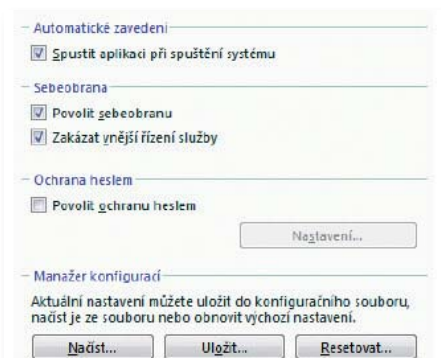 Automatické zavedení
Spustit aplikaci při spuštění systému
Sebeobrana
Povolit sebeobranu
Zakázat vnější řízení služby
Ochrana heslem
Povolit ochranu heslem
Nastavení...
Manažer konfigurací
Aktuální nastavení můžete uložit do konfiguračního souboru,
načíst je ze souboru nebo obnovit výchozí nastavení.
Načíst... Uložit... Resetovat...